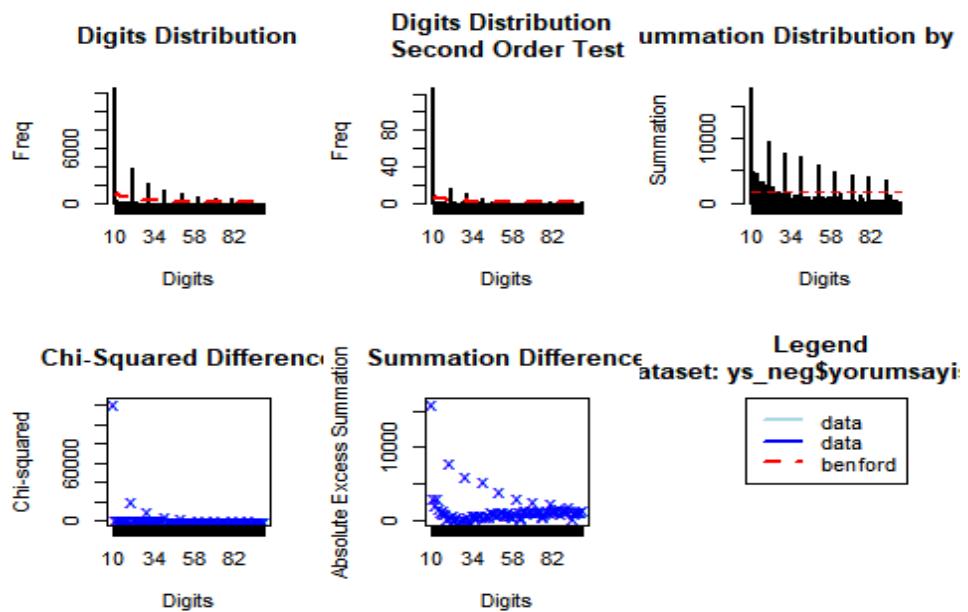 Digits Distribution
Freq
6000
0
10 34 58 82
Digits
Digits Distribution
Second Order Test
Freq
80
40
0
10 34 58 82
Digits
ummation Distribution by
Summation
10000
0
10 34 58 82
Digits
Chi-Squared Difference
Chi-squared
60000
0
10 34 58 82
Digits
Summation Difference
Absolute Excess Summation
10000
0
10 34 58 82
Digits
Legend
ataset: ys_neg$yorumsayis
data
data
benford